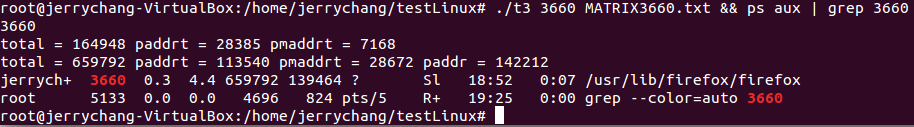 root@jerrychang-VirtualBox:/home/jerrychang/testLinux# ./t3 3660 MATRIX3660.txt && ps aux | grep 3660
3660
total = 164948 paddrt = 28385 pmaddrt = 7168
total = 659792 paddrt = 113540 pmaddrt = 28672 paddr = 142212
jerrych+  3660  0.3  4.4 659792 139464 ?       Sl   18:52   0:07 /usr/lib/firefox/firefox
root      5133  0.0  0.0   4696   824 pts/5    R+   19:25   0:00 grep --color=auto 3660
root@jerrychang-VirtualBox:/home/jerrychang/testLinux#